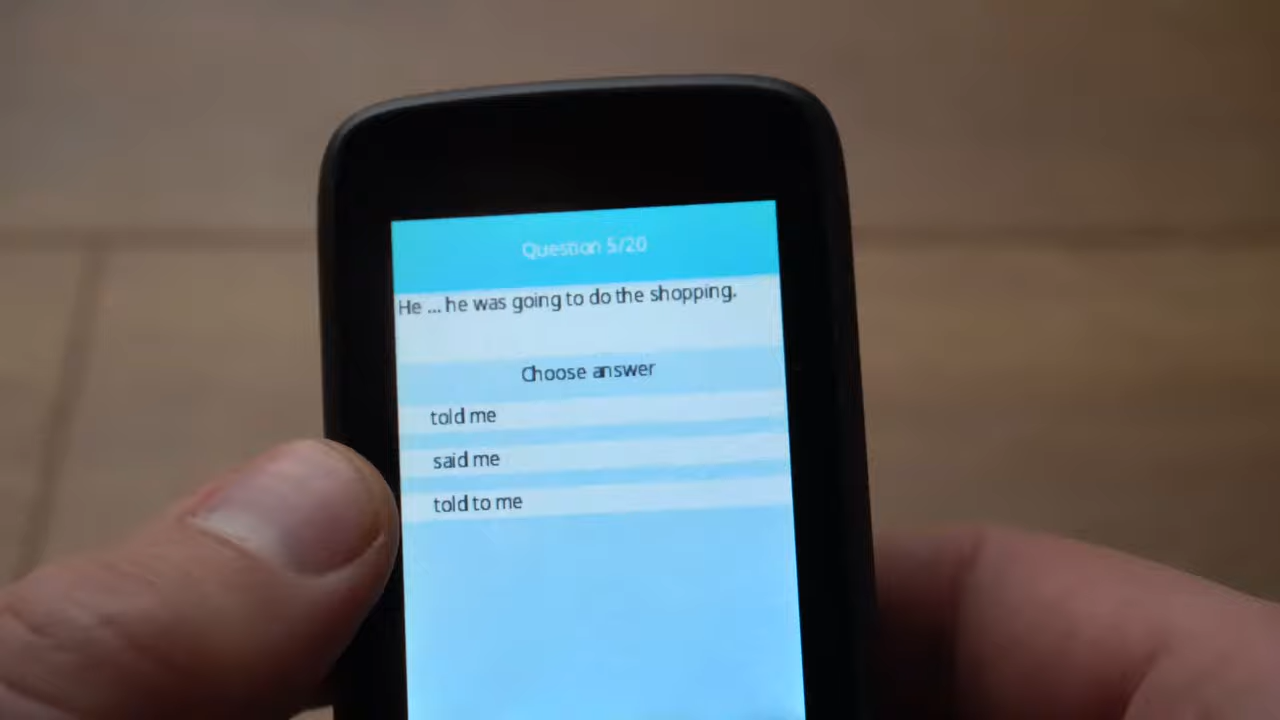 Question 5/20
He ... he was going to do the shopping.
Choose answer
told me
said me
told to me